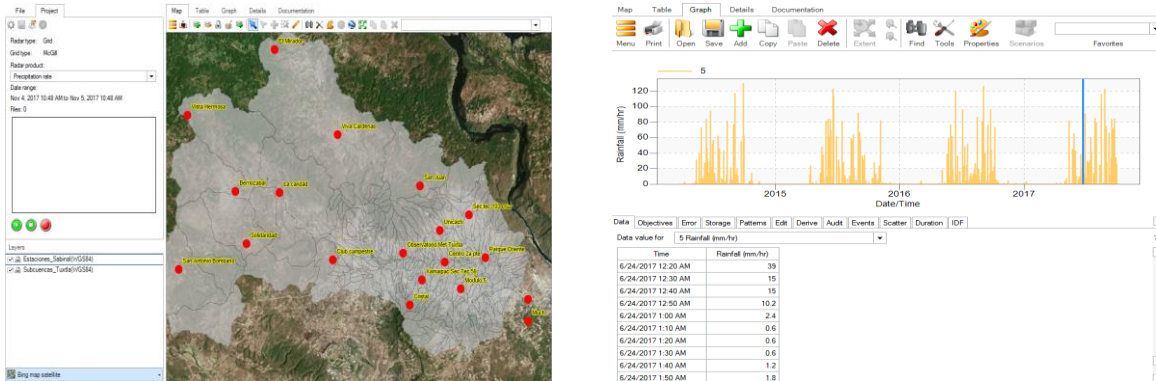 File Project
Radar type: Grid
Grid type: McGill
Radar product:
Precipitation rate
Date range:
Nov 4, 2017 10:48 AM to Nov 5, 2017 10:48 AM
Files: 0
Layers
Estaciones_Sabinal(WGS84)
Subcuencas_Tuxtla(WGS84)
Bing map satellite
Map Table Graph Details Documentation
El Mirador
Vista Hermosa
Viva Cardenas
San Juan
Berriozabal
La Laridad
Unicach
Solidaridad
Club campestre
Observatorio Met Tuxtla
Parque Oriente
Centro 2a pte
San Antonio Bombano
Modulo 5
Cristal
Map Table Graph Details Documentation
Menu Print Open Save Add Copy Paste Delete Extent Find Tools Properties Scenarios Favorites
5
Rainfall (mm/hr)
120
100
80
60
40
20
0
2015 2016 2017
Date/Time
Data Objectives Error Storage Patterns Edit Derive Audit Events Scatter Duration IDF
Data value for 5 Rainfall (mm/hr)
Time Rainfall (mm/hr)
6/24/2017 12:20 AM 39
6/24/2017 12:30 AM 15
6/24/2017 12:40 AM 15
6/24/2017 12:50 AM 10.2
6/24/2017 1:00 AM 2.4
6/24/2017 1:10 AM 0.6
6/24/2017 1:20 AM 0.6
6/24/2017 1:30 AM 0.6
6/24/2017 1:40 AM 1.2
6/24/2017 1:50 AM 1.8